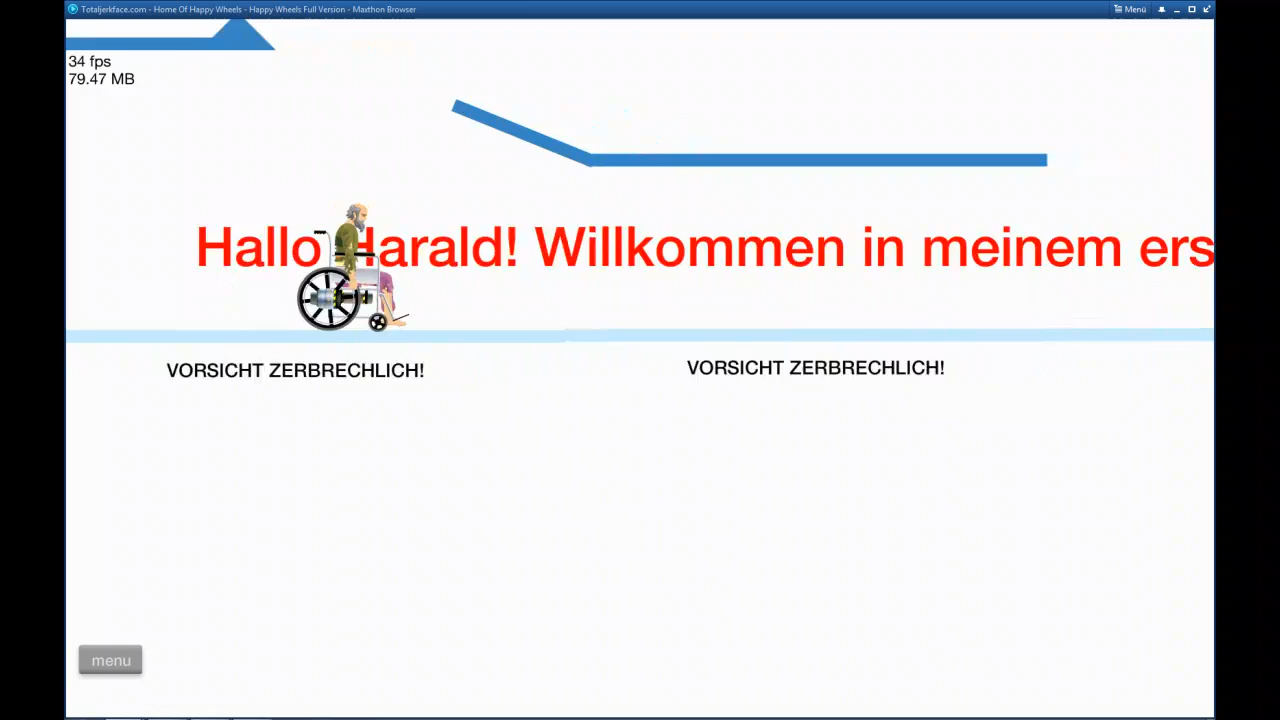 Totaljerkface.com - Home Of Happy Wheels - Happy Wheels Full Version - Maxthon Browser
Menü
34 fps
79.47 MB
Hallo Harald! Willkommen in meinem ers
VORSICHT ZERBRECHLICH!
VORSICHT ZERBRECHLICH!
menu